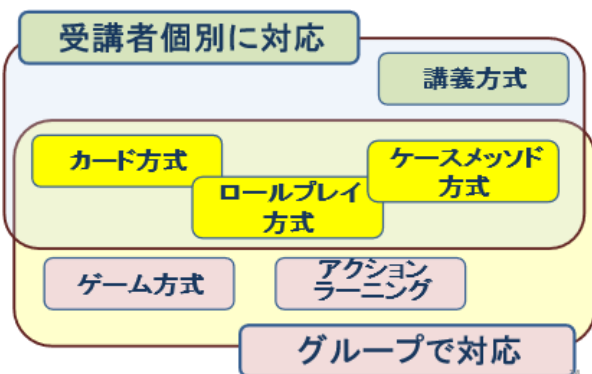 受講者個別に対応
講義方式
カード方式
ケースメッソド
方式
ロールプレイ
方式
ゲーム方式
アクション
ラーニング
グループで対応